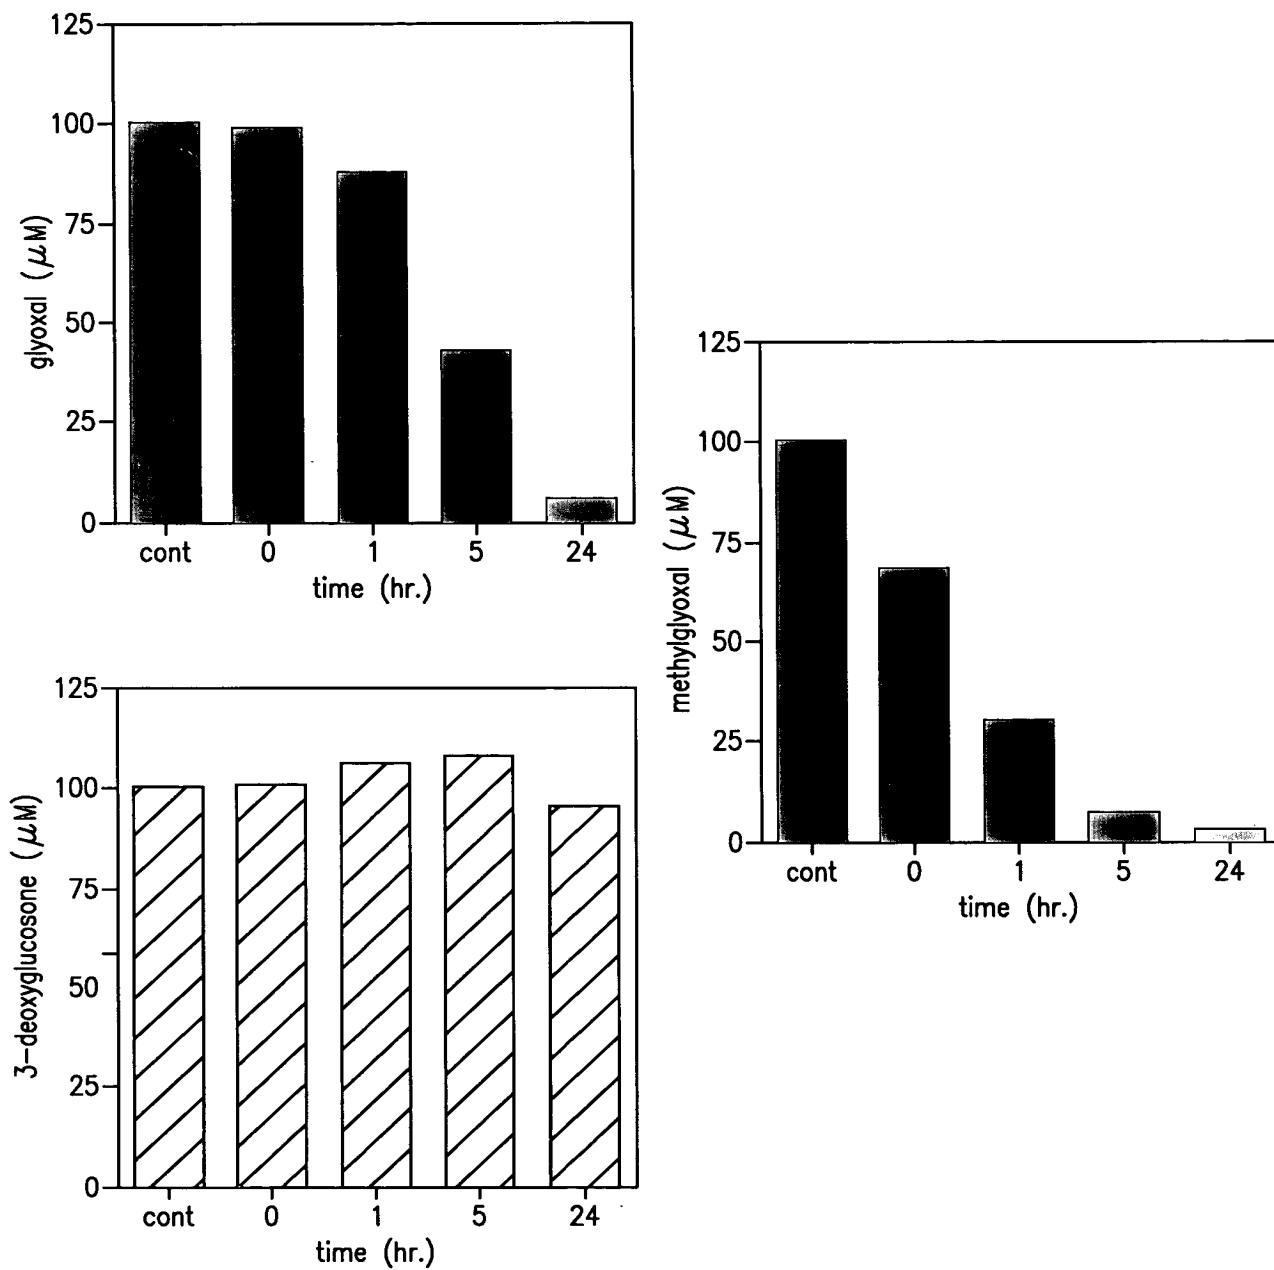 glyoxal (μM)
125
100
75
50
25
0
cont 0 1 5 24
time (hr.)
methylglyoxal (μM)
125
100
75
50
25
0
cont 0 1 5 24
time (hr.)
3-deoxyglucosone (μM)
125
100
75
50
25
0
cont 0 1 5 24
time (hr.)